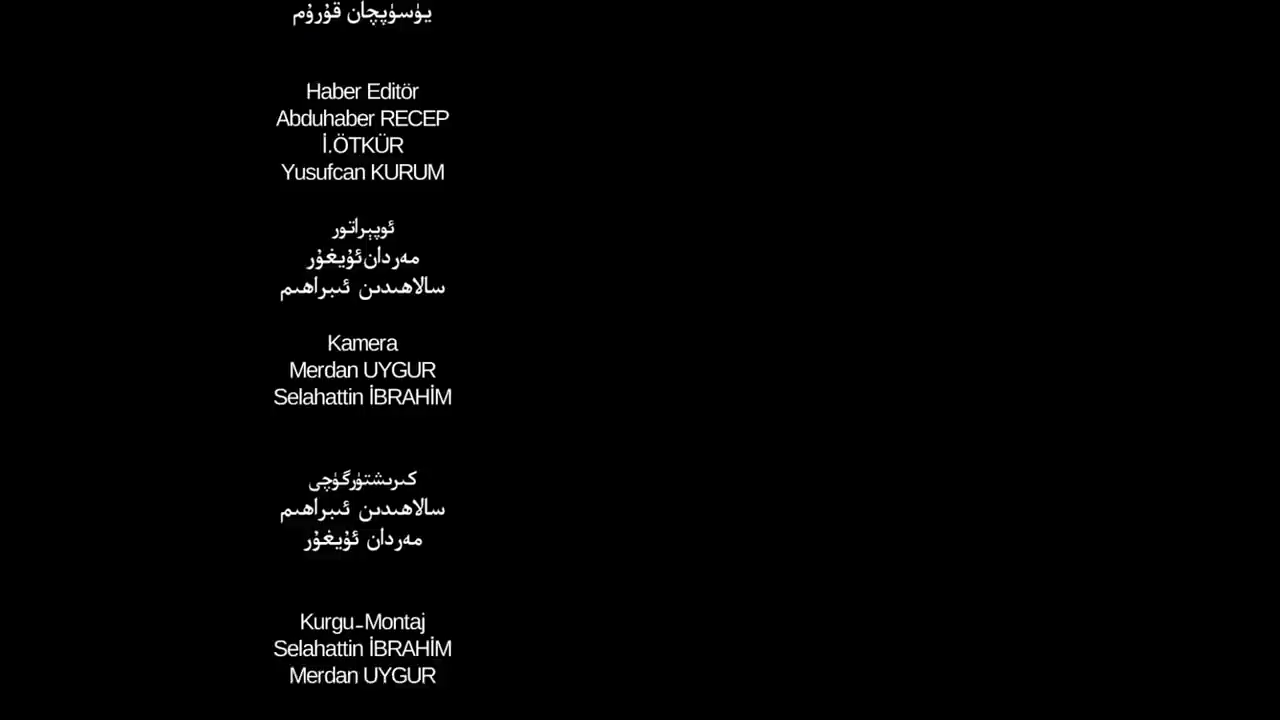 يۈسۈپچان قۇرۇم
Haber Editör
Abduhaber RECEP
İ.ÖTKÜR
Yusufcan KURUM
ئوپېراتور
مەردان ئۇيغۇر
سالاھىدىن ئىبراھىم
Kamera
Merdan UYGUR
Selahattin İBRAHİM
كىرىشتۈرگۈچى
سالاھىدىن ئىبراھىم
مەردان ئۇيغۇر
Kurgu-Montaj
Selahattin İBRAHİM
Merdan UYGUR